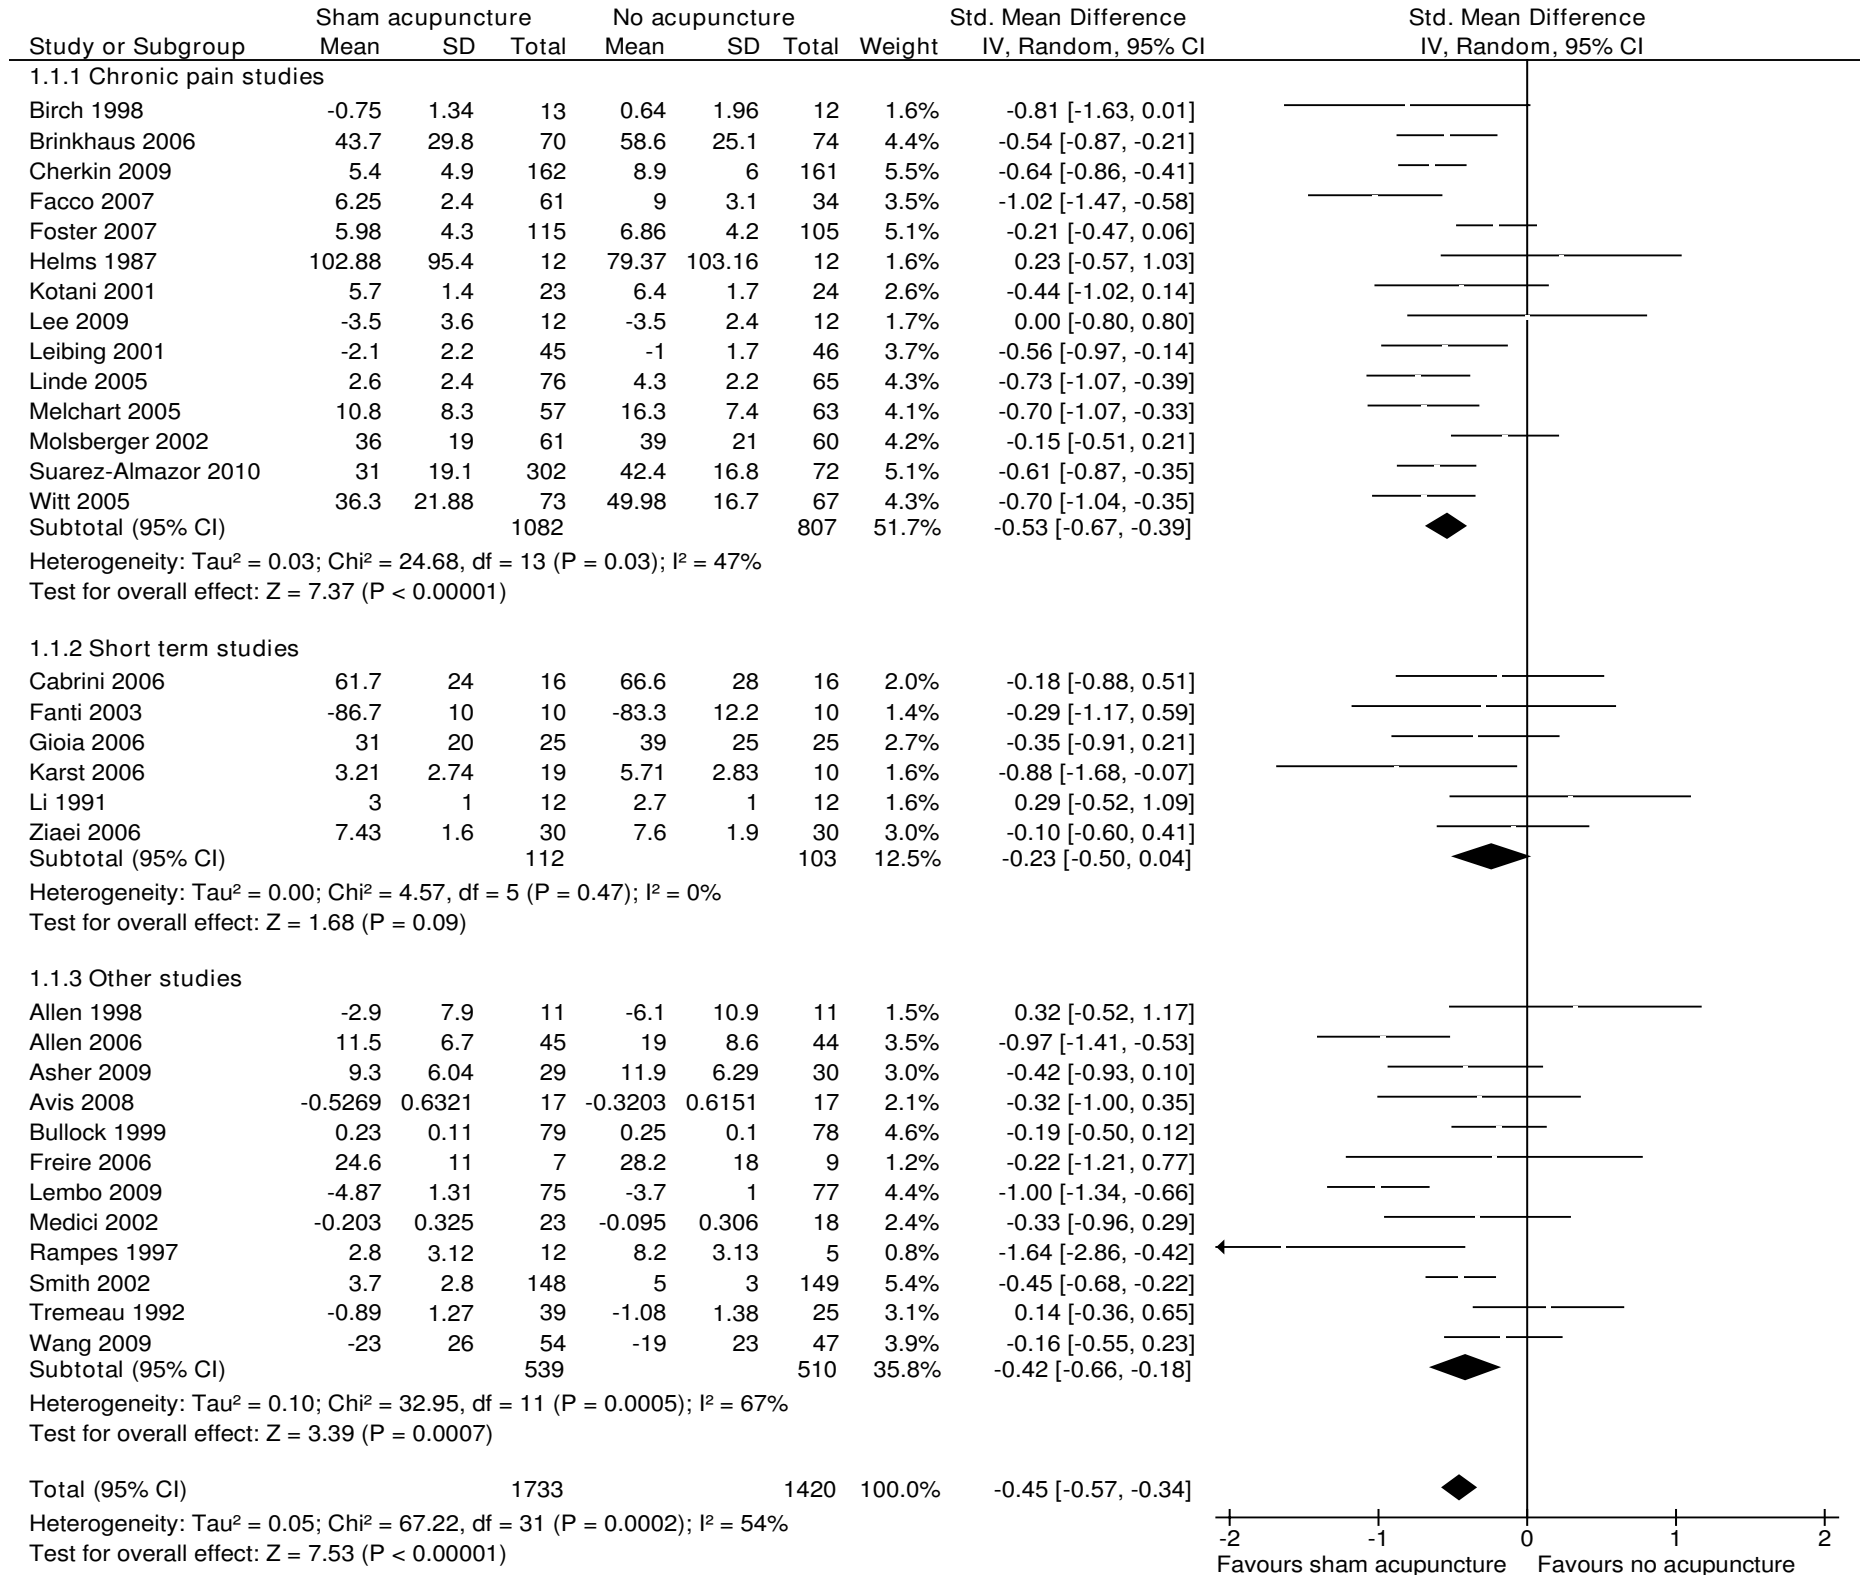 Sham acupuncture No acupuncture Std. Mean Difference Std. Mean Difference
Study or Subgroup Mean SD Total Mean SD Total Weight IV, Random, 95% CI IV, Random, 95% CI
1.1.1 Chronic pain studies
Birch 1998 -0.75 1.34 13 0.64 1.96 12 1.6% -0.81 [-1.63, 0.01]
Brinkhaus 2006 43.7 29.8 70 58.6 25.1 74 4.4% -0.54 [-0.87, -0.21]
Cherkin 2009 5.4 4.9 162 8.9 6 161 5.5% -0.64 [-0.86, -0.41]
Facco 2007 6.25 2.4 61 9 3.1 34 3.5% -1.02 [-1.47, -0.58]
Foster 2007 5.98 4.3 115 6.86 4.2 105 5.1% -0.21 [-0.47, 0.06]
Helms 1987 102.88 95.4 12 79.37 103.16 12 1.6% 0.23 [-0.57, 1.03]
Kotani 2001 5.7 1.4 23 6.4 1.7 24 2.6% -0.44 [-1.02, 0.14]
Lee 2009 -3.5 3.6 12 -3.5 2.4 12 1.7% 0.00 [-0.80, 0.80]
Leibing 2001 -2.1 2.2 45 -1 1.7 46 3.7% -0.56 [-0.97, -0.14]
Linde 2005 2.6 2.4 76 4.3 2.2 65 4.3% -0.73 [-1.07, -0.39]
Melchart 2005 10.8 8.3 57 16.3 7.4 63 4.1% -0.70 [-1.07, -0.33]
Molsberger 2002 36 19 61 39 21 60 4.2% -0.15 [-0.51, 0.21]
Suarez-Almazor 2010 31 19.1 302 42.4 16.8 72 5.1% -0.61 [-0.87, -0.35]
Witt 2005 36.3 21.88 73 49.98 16.7 67 4.3% -0.70 [-1.04, -0.35]
Subtotal (95% CI) 1082 807 51.7% -0.53 [-0.67, -0.39]
Heterogeneity: Tau² = 0.03; Chi² = 24.68, df = 13 (P = 0.03); I² = 47%
Test for overall effect: Z = 7.37 (P < 0.00001)
1.1.2 Short term studies
Cabrini 2006 61.7 24 16 66.6 28 16 2.0% -0.18 [-0.88, 0.51]
Fanti 2003 -86.7 10 10 -83.3 12.2 10 1.4% -0.29 [-1.17, 0.59]
Gioia 2006 31 20 25 39 25 25 2.7% -0.35 [-0.91, 0.21]
Karst 2006 3.21 2.74 19 5.71 2.83 10 1.6% -0.88 [-1.68, -0.07]
Li 1991 3 1 12 2.7 1 12 1.6% 0.29 [-0.52, 1.09]
Ziaei 2006 7.43 1.6 30 7.6 1.9 30 3.0% -0.10 [-0.60, 0.41]
Subtotal (95% CI) 112 103 12.5% -0.23 [-0.50, 0.04]
Heterogeneity: Tau² = 0.00; Chi² = 4.57, df = 5 (P = 0.47); I² = 0%
Test for overall effect: Z = 1.68 (P = 0.09)
1.1.3 Other studies
Allen 1998 -2.9 7.9 11 -6.1 10.9 11 1.5% 0.32 [-0.52, 1.17]
Allen 2006 11.5 6.7 45 19 8.6 44 3.5% -0.97 [-1.41, -0.53]
Asher 2009 9.3 6.04 29 11.9 6.29 30 3.0% -0.42 [-0.93, 0.10]
Avis 2008 -0.5269 0.6321 17 -0.3203 0.6151 17 2.1% -0.32 [-1.00, 0.35]
Bullock 1999 0.23 0.11 79 0.25 0.1 78 4.6% -0.19 [-0.50, 0.12]
Freire 2006 24.6 11 7 28.2 18 9 1.2% -0.22 [-1.21, 0.77]
Lembo 2009 -4.87 1.31 75 -3.7 1 77 4.4% -1.00 [-1.34, -0.66]
Medici 2002 -0.203 0.325 23 -0.095 0.306 18 2.4% -0.33 [-0.96, 0.29]
Rampes 1997 2.8 3.12 12 8.2 3.13 5 0.8% -1.64 [-2.86, -0.42]
Smith 2002 3.7 2.8 148 5 3 149 5.4% -0.45 [-0.68, -0.22]
Tremeau 1992 -0.89 1.27 39 -1.08 1.38 25 3.1% 0.14 [-0.36, 0.65]
Wang 2009 -23 26 54 -19 23 47 3.9% -0.16 [-0.55, 0.23]
Subtotal (95% CI) 539 510 35.8% -0.42 [-0.66, -0.18]
Heterogeneity: Tau² = 0.10; Chi² = 32.95, df = 11 (P = 0.0005); I² = 67%
Test for overall effect: Z = 3.39 (P = 0.0007)
Total (95% CI) 1733 1420 100.0% -0.45 [-0.57, -0.34]
Heterogeneity: Tau² = 0.05; Chi² = 67.22, df = 31 (P = 0.0002); I² = 54%
Test for overall effect: Z = 7.53 (P < 0.00001)
-2 -1 0 1 2
Favours sham acupuncture Favours no acupuncture